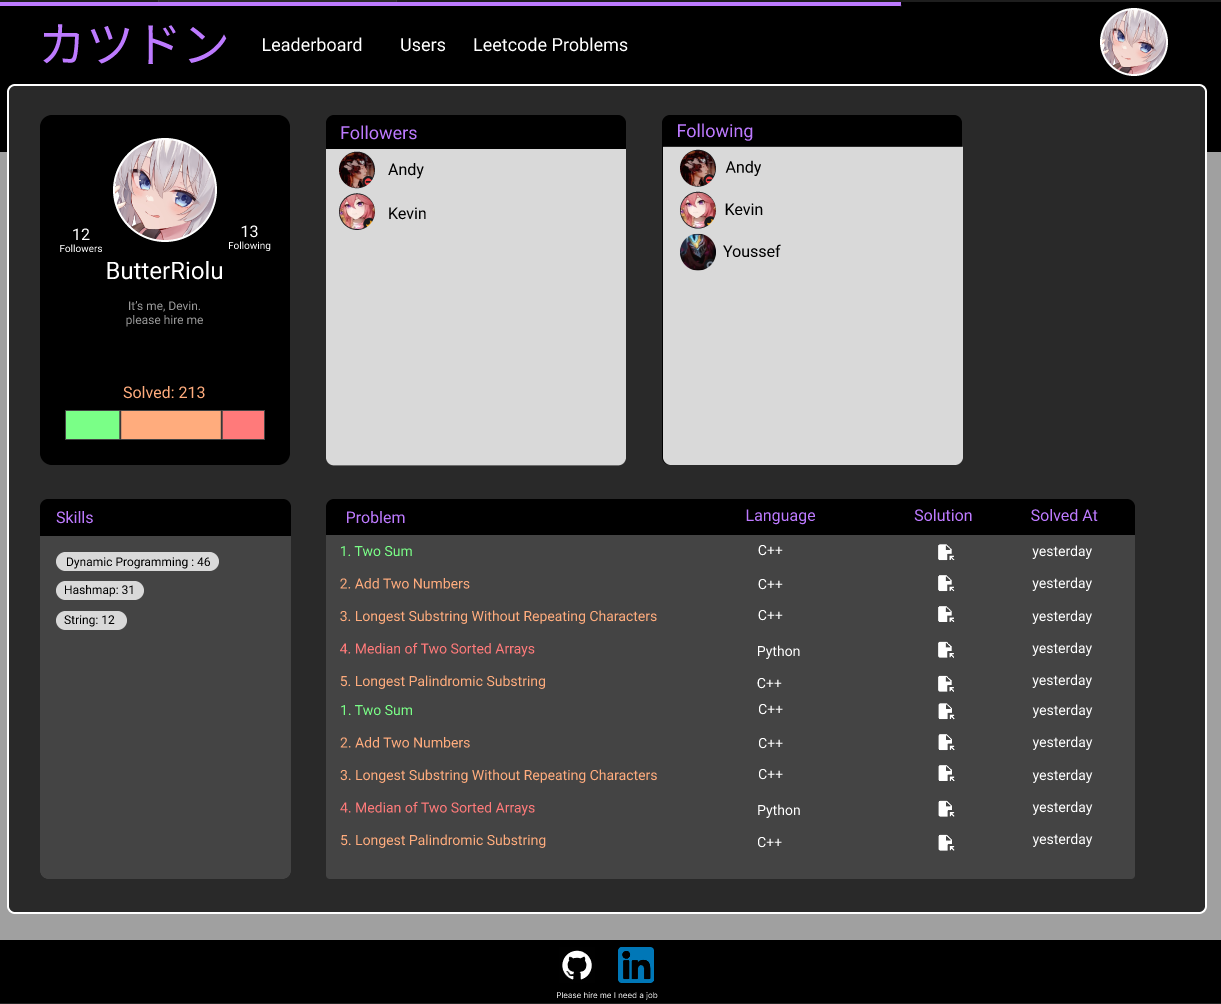 カツドン
Leaderboard Users Leetcode Problems
12
Followers
13
Following
ButterRiolu
It's me, Devin.
please hire me
Solved: 213
Followers
Andy
Kevin
Following
Andy
Kevin
Youssef
Skills
Dynamic Programming : 46
Hashmap: 31
String: 12
Problem Language Solution Solved At
1. Two Sum C++ yesterday
2. Add Two Numbers C++ yesterday
3. Longest Substring Without Repeating Characters C++ yesterday
4. Median of Two Sorted Arrays Python yesterday
5. Longest Palindromic Substring C++ yesterday
1. Two Sum C++ yesterday
2. Add Two Numbers C++ yesterday
3. Longest Substring Without Repeating Characters C++ yesterday
4. Median of Two Sorted Arrays Python yesterday
5. Longest Palindromic Substring C++ yesterday
in
Please hire me I need a job